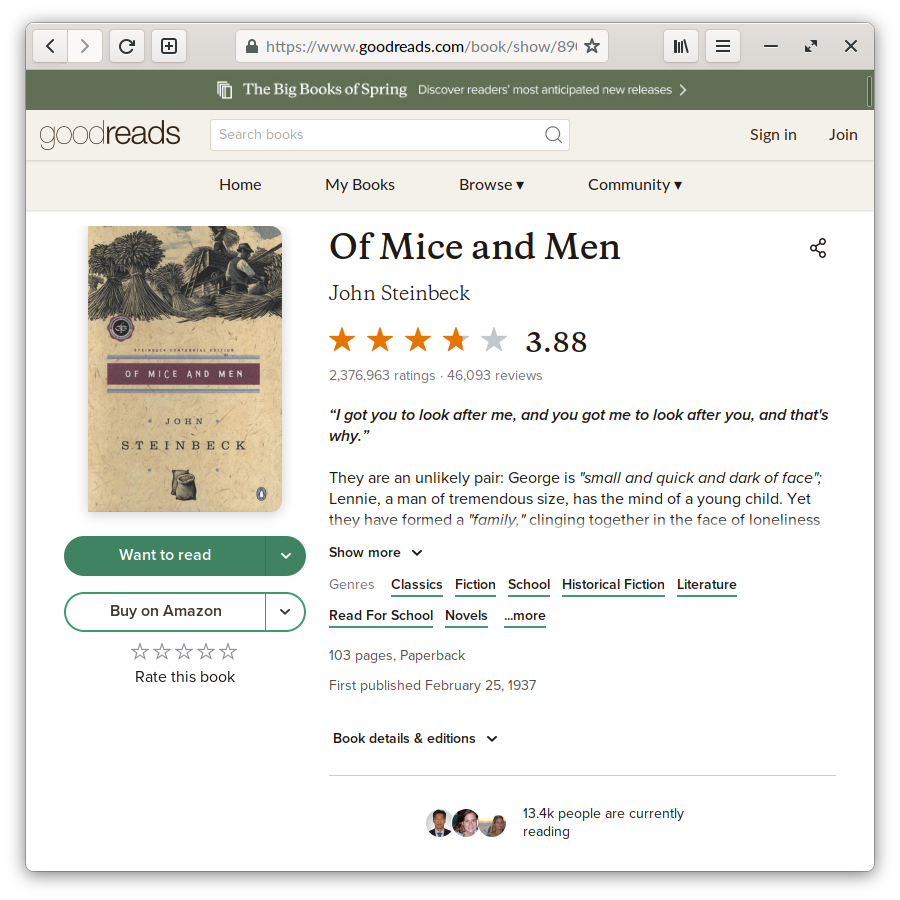 https://www.goodreads.com/book/show/890
The Big Books of Spring Discover readers' most anticipated new releases
goodreads Search books Sign in Join
Home My Books Browse ▾ Community ▾
Of Mice and Men
John Steinbeck
3.88
2,376,963 ratings · 46,093 reviews
“I got you to look after me, and you got me to look after you, and that's
why.”
They are an unlikely pair: George is "small and quick and dark of face";
Lennie, a man of tremendous size, has the mind of a young child. Yet
they have formed a "family," clinging together in the face of loneliness
Show more
Genres Classics Fiction School Historical Fiction Literature
Read For School Novels ...more
103 pages, Paperback
First published February 25, 1937
Book details & editions
13.4k people are currently
reading
STEINBECK CENTENNIAL EDITION
OF MICE AND MEN
JOHN
STEINBECK
Want to read
Buy on Amazon
Rate this book